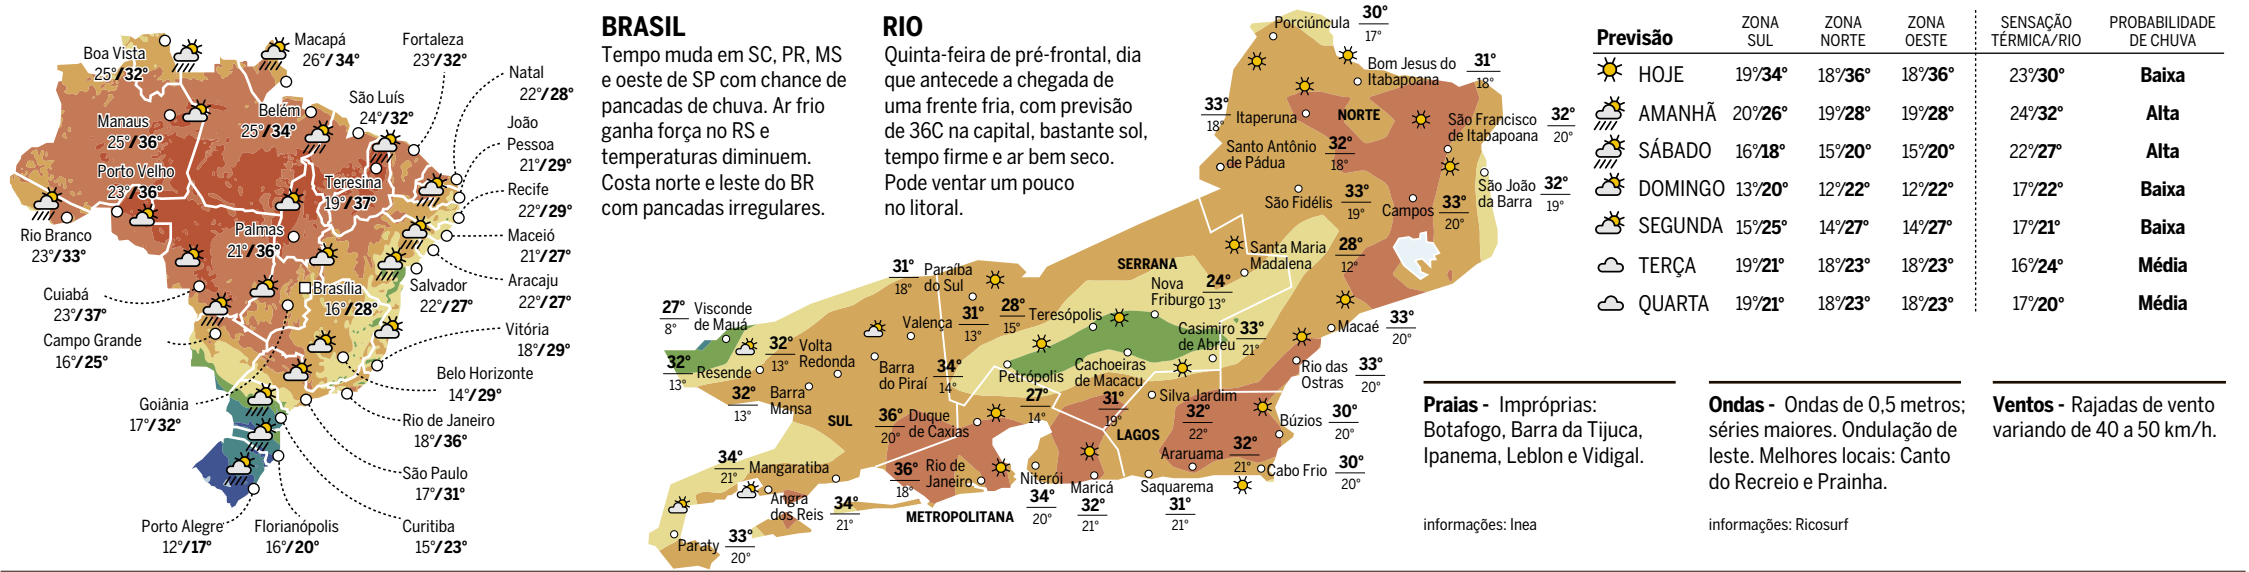 Boa Vista
25°/32°
Macapá
26°/34°
Fortaleza
23°/32°
Natal
22°/28°
Manaus
25°/36°
Belém
25°/34°
São Luís
24°/32°
João
Pessoa
21°/29°
Porto Velho
23°/36°
Teresina
19°/37°
Recife
22°/29°
Rio Branco
23°/33°
Palmas
21°/36°
Maceió
21°/27°
Aracaju
22°/27°
Cuiabá
23°/37°
Brasília
16°/28°
Salvador
22°/27°
Vitória
18°/29°
Campo Grande
16°/25°
Belo Horizonte
14°/29°
Goiânia
17°/32°
Rio de Janeiro
18°/36°
São Paulo
17°/31°
Porto Alegre
12°/17°
Florianópolis
16°/20°
Curitiba
15°/23°
BRASIL
Tempo muda em SC, PR, MS
e oeste de SP com chance de
pancadas de chuva. Ar frio
ganha força no RS e
temperaturas diminuem.
Costa norte e leste do BR
com pancadas irregulares.
RIO
Quinta-feira de pré-frontal, dia
que antecede a chegada de
uma frente fria, com previsão
de 36C na capital, bastante sol,
tempo firme e ar bem seco.
Pode ventar um pouco
no litoral.
Porciúncula 30°
17°
Bom Jesus do
Itabapoana 31°
18°
33°
18° Itaperuna
NORTE
São Francisco
de Itabapoana 32°
20°
Santo Antônio
de Pádua 32°
18°
São João
da Barra 32°
19°
São Fidélis 33°
19°
Campos 33°
20°
Santa Maria
Madalena 28°
12°
SERRANA
31°
18° Paraíba
do Sul
Nova
Friburgo 24°
13°
27°
8° Visconde
de Mauá
Valença 31°
13°
28°
15° Teresópolis
Casimiro
de Abreu 33°
21°
Macaé 33°
20°
32°
13° Resende
32°
13° Volta
Redonda
Barra
do Piraí 34°
14°
Petrópolis
27°
14°
Cachoeiras
de Macacu
31°
19°
Rio das
Ostras 33°
20°
32°
13° Barra
Mansa
SUL
36°
20° Duque
de Caxias
Silva Jardim
32°
22°
LAGOS
Búzios 30°
20°
Araruama 32°
21°
Cabo Frio 30°
20°
34°
21° Mangaratiba
36°
18° Rio de
Janeiro
Niterói
34°
20°
Maricá
32°
21°
Saquarema
31°
21°
Angra
dos Reis 34°
21°
METROPOLITANA
Paraty 33°
20°
Previsão ZONA SUL ZONA NORTE ZONA OESTE SENSAÇÃO TÉRMICA/RIO PROBABILIDADE DE CHUVA
HOJE 19°/34° 18°/36° 18°/36° 23°/30° Baixa
AMANHÃ 20°/26° 19°/28° 19°/28° 24°/32° Alta
SÁBADO 16°/18° 15°/20° 15°/20° 22°/27° Alta
DOMINGO 13°/20° 12°/22° 12°/22° 17°/22° Baixa
SEGUNDA 15°/25° 14°/27° 14°/27° 17°/21° Baixa
TERÇA 19°/21° 18°/23° 18°/23° 16°/24° Média
QUARTA 19°/21° 18°/23° 18°/23° 17°/20° Média
Praias - Impróprias:
Botafogo, Barra da Tijuca,
Ipanema, Leblon e Vidigal.
informações: Inea
Ondas - Ondas de 0,5 metros;
séries maiores. Ondulação de
leste. Melhores locais: Canto
do Recreio e Prainha.
informações: Ricosurf
Ventos - Rajadas de vento
variando de 40 a 50 km/h.